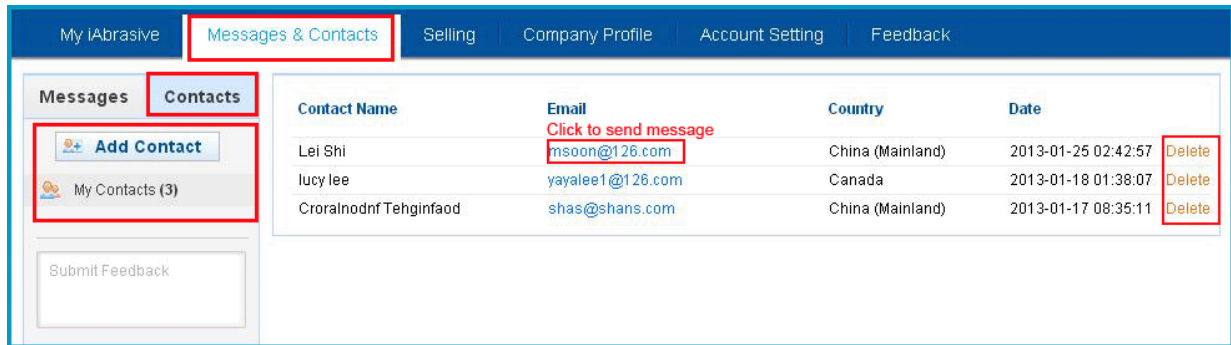 My iAbrasive Messages & Contacts Selling Company Profile Account Setting Feedback
Messages Contacts
Add Contact
My Contacts (3)
Submit Feedback
Contact Name Email Country Date
Click to send message
Lei Shi msoon@126.com China (Mainland) 2013-01-25 02:42:57 Delete
lucy lee yayalee1@126.com Canada 2013-01-18 01:38:07 Delete
Croralnodnf Tehginfaod shas@shans.com China (Mainland) 2013-01-17 08:35:11 Delete